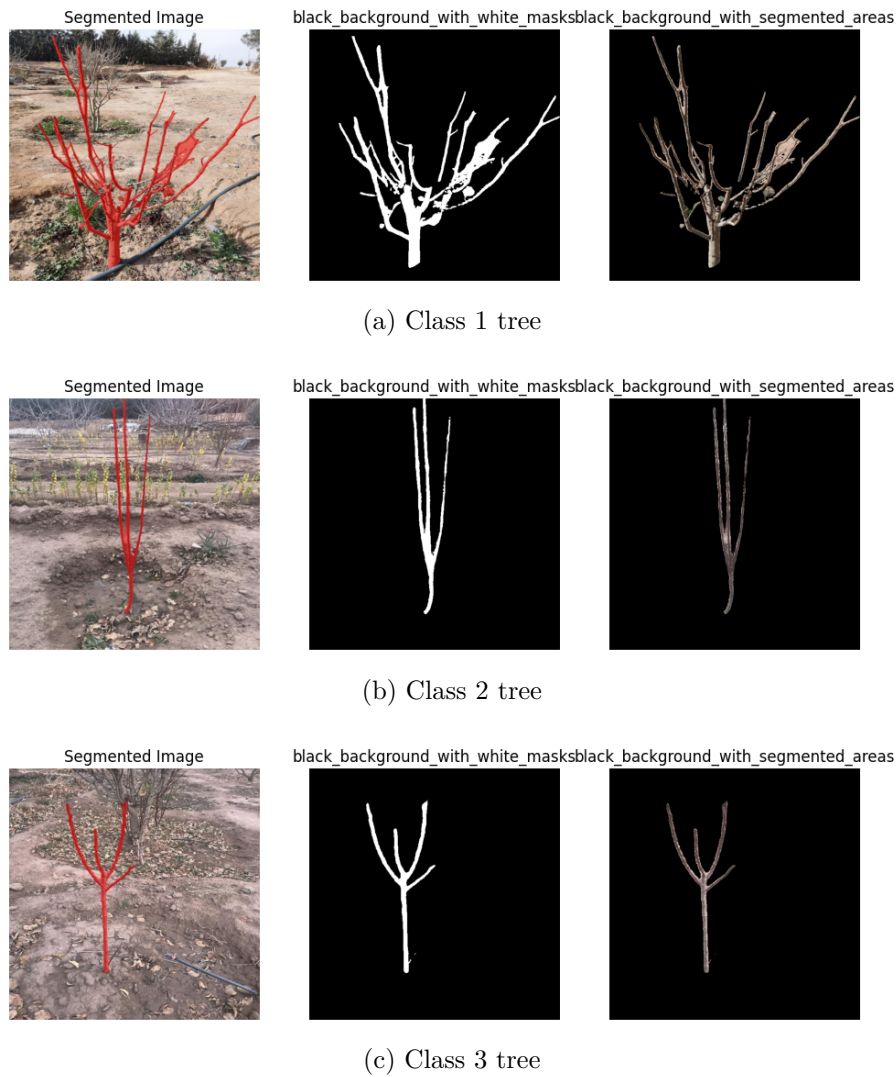 Segmented Image black_background_with_white_masks black_background_with_segmented_areas
(a) Class 1 tree
Segmented Image black_background_with_white_masks black_background_with_segmented_areas
(b) Class 2 tree
Segmented Image black_background_with_white_masks black_background_with_segmented_areas
(c) Class 3 tree